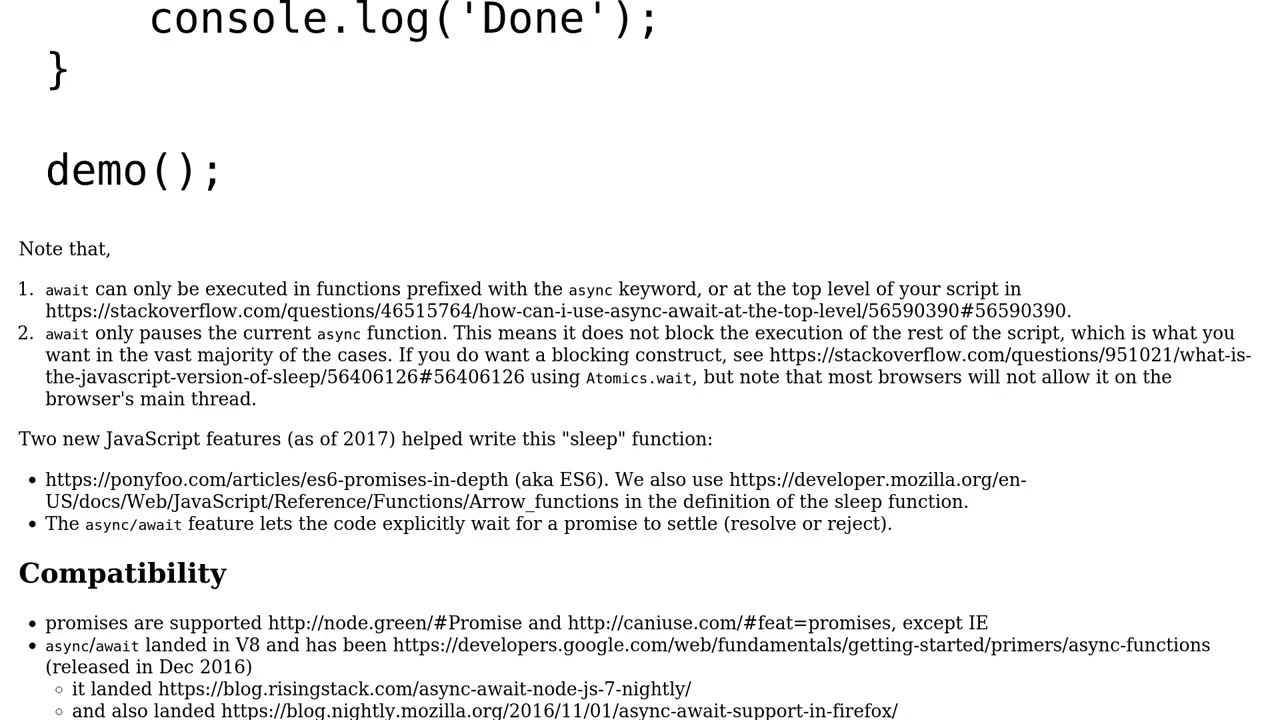 console.log('Done');
}
demo();
Note that,
1. await can only be executed in functions prefixed with the async keyword, or at the top level of your script in
https://stackoverflow.com/questions/46515764/how-can-i-use-async-await-at-the-top-level/56590390#56590390.
2. await only pauses the current async function. This means it does not block the execution of the rest of the script, which is what you
want in the vast majority of the cases. If you do want a blocking construct, see https://stackoverflow.com/questions/951021/what-is-
the-javascript-version-of-sleep/56406126#56406126 using Atomics.wait, but note that most browsers will not allow it on the
browser's main thread.
Two new JavaScript features (as of 2017) helped write this "sleep" function:
• https://ponyfoo.com/articles/es6-promises-in-depth (aka ES6). We also use https://developer.mozilla.org/en-
US/docs/Web/JavaScript/Reference/Functions/Arrow_functions in the definition of the sleep function.
• The async/await feature lets the code explicitly wait for a promise to settle (resolve or reject).
Compatibility
• promises are supported http://node.green/#Promise and http://caniuse.com/#feat=promises, except IE
• async/await landed in V8 and has been https://developers.google.com/web/fundamentals/getting-started/primers/async-functions
(released in Dec 2016)
◦ it landed https://blog.risingstack.com/async-await-node-js-7-nightly/
◦ and also landed https://blog.nightly.mozilla.org/2016/11/01/async-await-support-in-firefox/